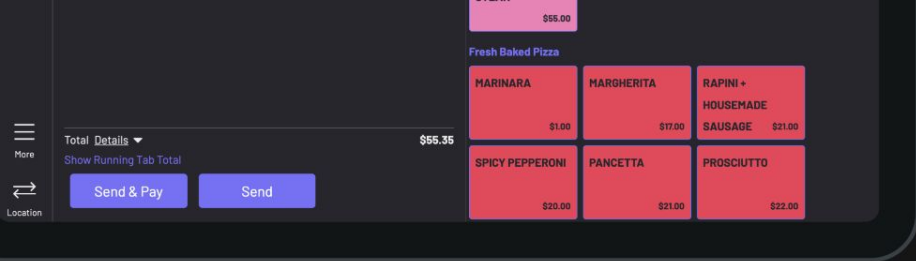 $55.00
Fresh Baked Pizza
MARINARA
$1.00
MARGHERITA
$17.00
RAPINI +
HOUSEMADE
SAUSAGE $21.00
Total Details
$55.35
Show Running Tab Total
Send & Pay
Send
More
Location
SPICY PEPPERONI
$20.00
PANCETTA
$21.00
PROSCIUTTO
$22.00